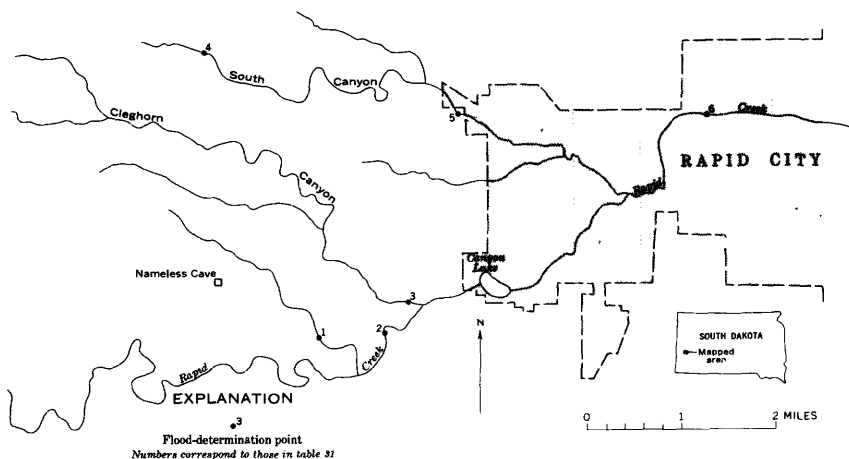 4
South
Canyon
Cleghorn
Canyon
5
6
Creek
RAPID CITY
Rapid
Canyon
Lake
Nameless Cave
3
1
2
Creek
Rapid
N
SOUTH DAKOTA
Mapped
area
EXPLANATION
3
Flood-determination point
Numbers correspond to those in table 31
0 1 2 MILES